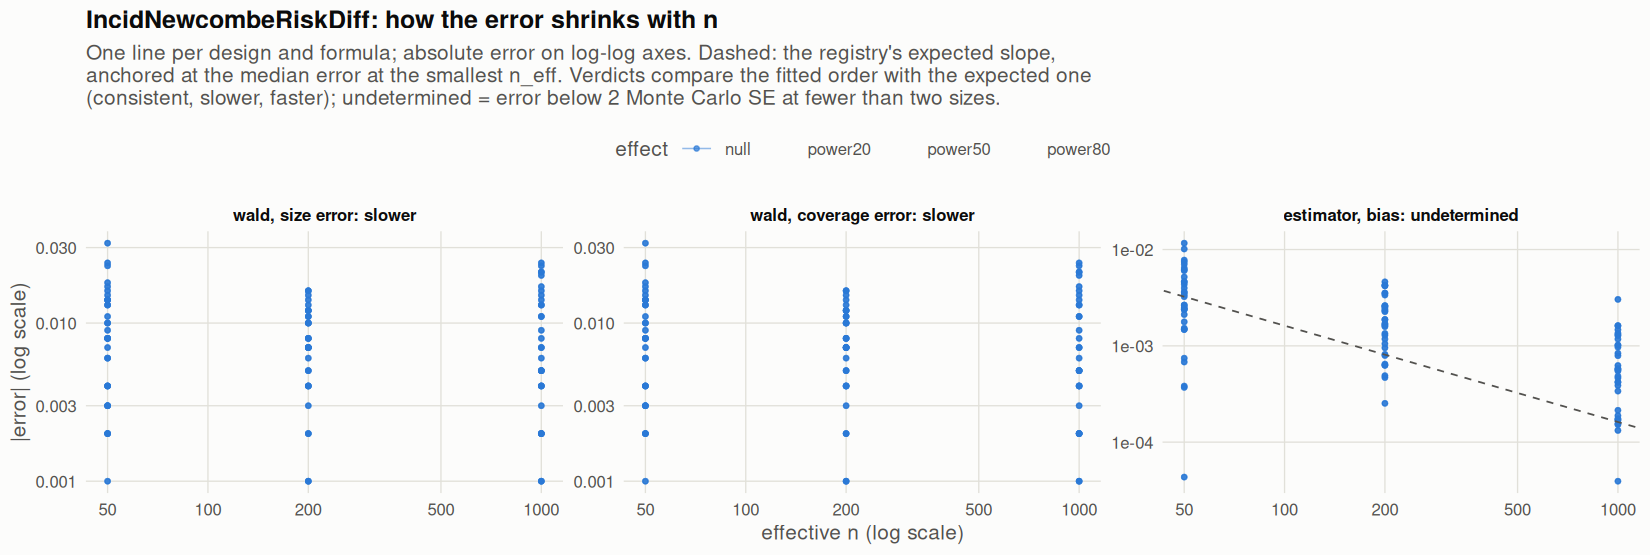 IncidNewcombeRiskDiff: how the error shrinks with n
One line per design and formula; absolute error on log-log axes. Dashed: the registry's expected slope,
anchored at the median error at the smallest n_eff. Verdicts compare the fitted order with the expected one
(consistent, slower, faster); undetermined = error below 2 Monte Carlo SE at fewer than two sizes.
effect null power20 power50 power80
wald, size error: slower
wald, coverage error: slower
estimator, bias: undetermined
|error| (log scale)
0.030
0.010
0.003
0.001
50 100 200 500 1000
0.030
0.010
0.003
0.001
50 100 200 500 1000
1e-02
1e-03
1e-04
50 100 200 500 1000
effective n (log scale)